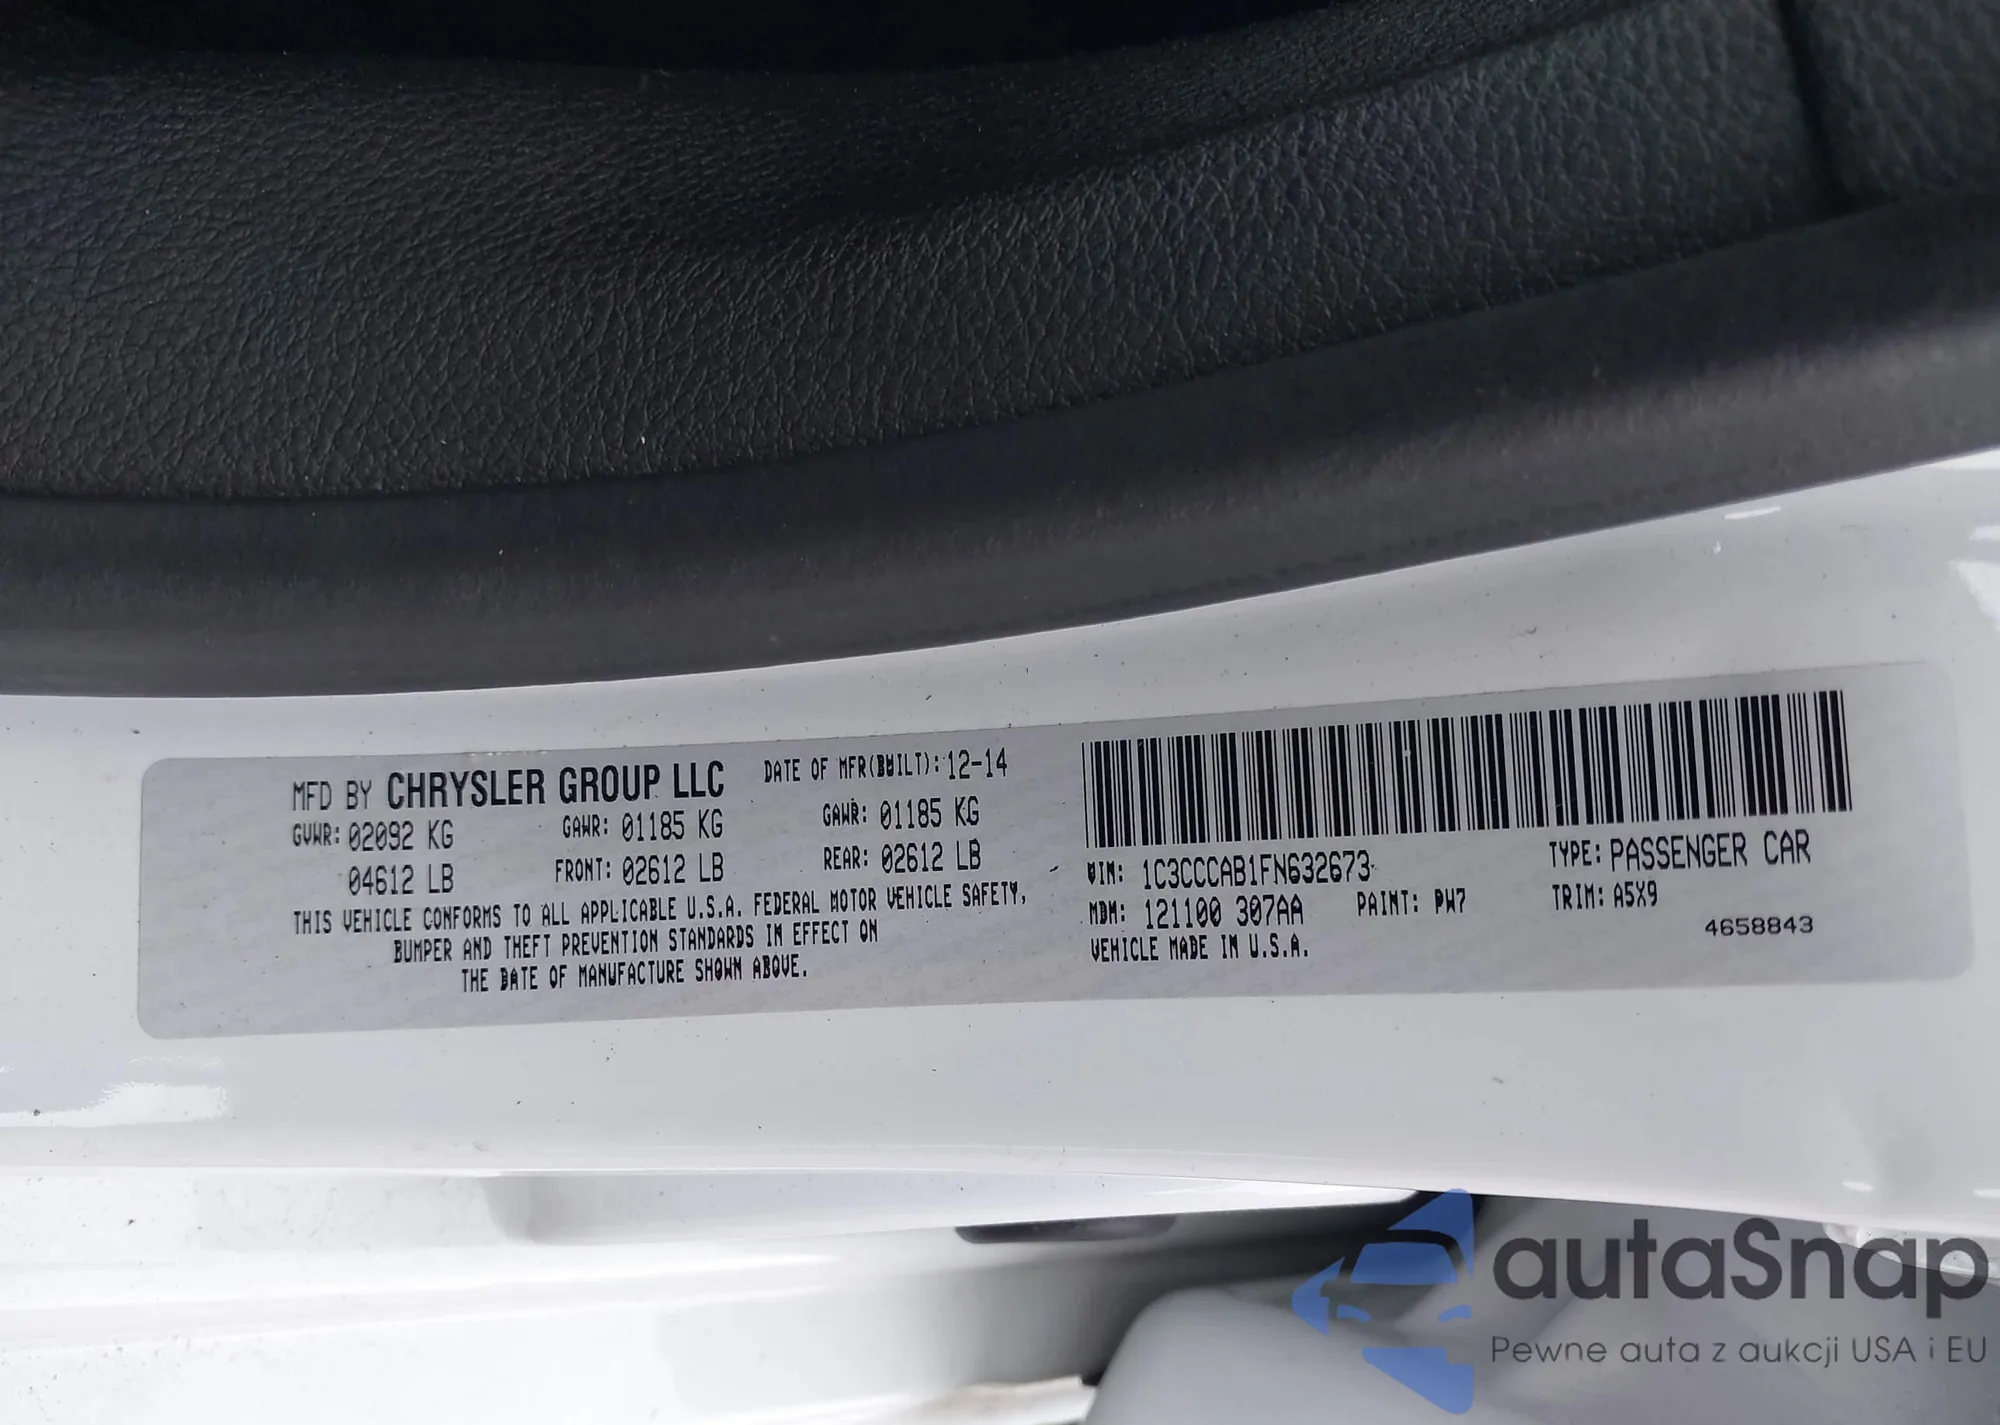 MFD BY CHRYSLER GROUP LLC DATE OF MFR(BUILT): 12-14
GVWR: 02092 KG GAWR: 01185 KG GAWR: 01185 KG
04612 LB FRONT: 02612 LB REAR: 02612 LB
THIS VEHICLE CONFORMS TO ALL APPLICABLE U.S.A. FEDERAL MOTOR VEHICLE SAFETY,
BUMPER AND THEFT PREVENTION STANDARDS IN EFFECT ON
THE DATE OF MANUFACTURE SHOWN ABOVE.
VIN: 1C3CCCAB1FN632673 TYPE: PASSENGER CAR
MDH: 121100 307AA PAINT: PW7 TRIM: A5X9
VEHICLE MADE IN U.S.A. 4658843
autaSnap
Pewne auta z aukcji USA i EU